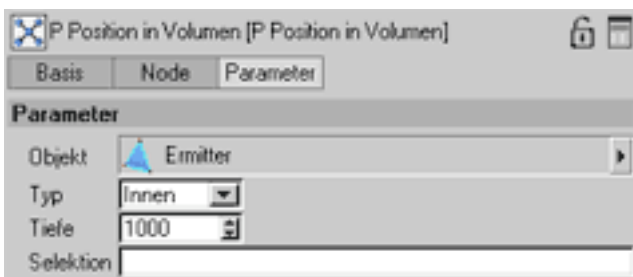 P Position in Volumen [P Position in Volumen]
Basis Node Parameter
Parameter
Objekt Ermitter
Typ Innen
Tiefe 1000
Selektion